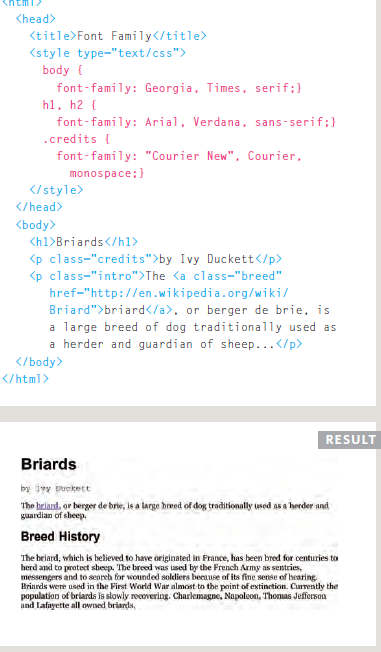 <html>
<head>
<title>Font Family</title>
<style type="text/css">
body {
font-family: Georgia, Times, serif;}
h1, h2 {
font-family: Arial, Verdana, sans-serif;}
.credits {
font-family: "Courier New", Courier,
monospace;}
</style>
</head>
<body>
<h1>Briards</h1>
<p class="credits">by Ivy Duckett</p>
<p class="intro">The <a class="breed"
href="http://en.wikipedia.org/wiki/
Briard">briard</a>, or berger de brie, is
a large breed of dog traditionally used as
a herder and guardian of sheep...</p>
</body>
</html>
RESULT
Briards
by Ivy Duckett
The briard, or berger de brie, is a large breed of dog traditionally used as a herder and
guardian of sheep.
Breed History
The briard, which is believed to have originated in France, has been bred for centuries to
herd and to protect sheep. The breed was used by the French Army as sentries,
messengers and to search for wounded soldiers because of its fine sense of hearing.
Briards were used in the First World War almost to the point of extinction. Currently the
population of briards is slowly recovering. Charlemagne, Napoleon, Thomas Jefferson
and Lafayette all owned briards.